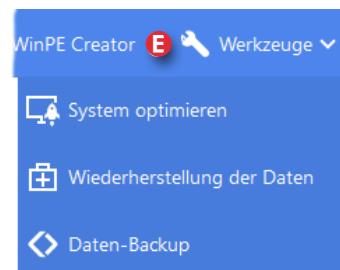 WinPE Creator E Werkzeuge
System optimieren
Wiederherstellung der Daten
Daten-Backup